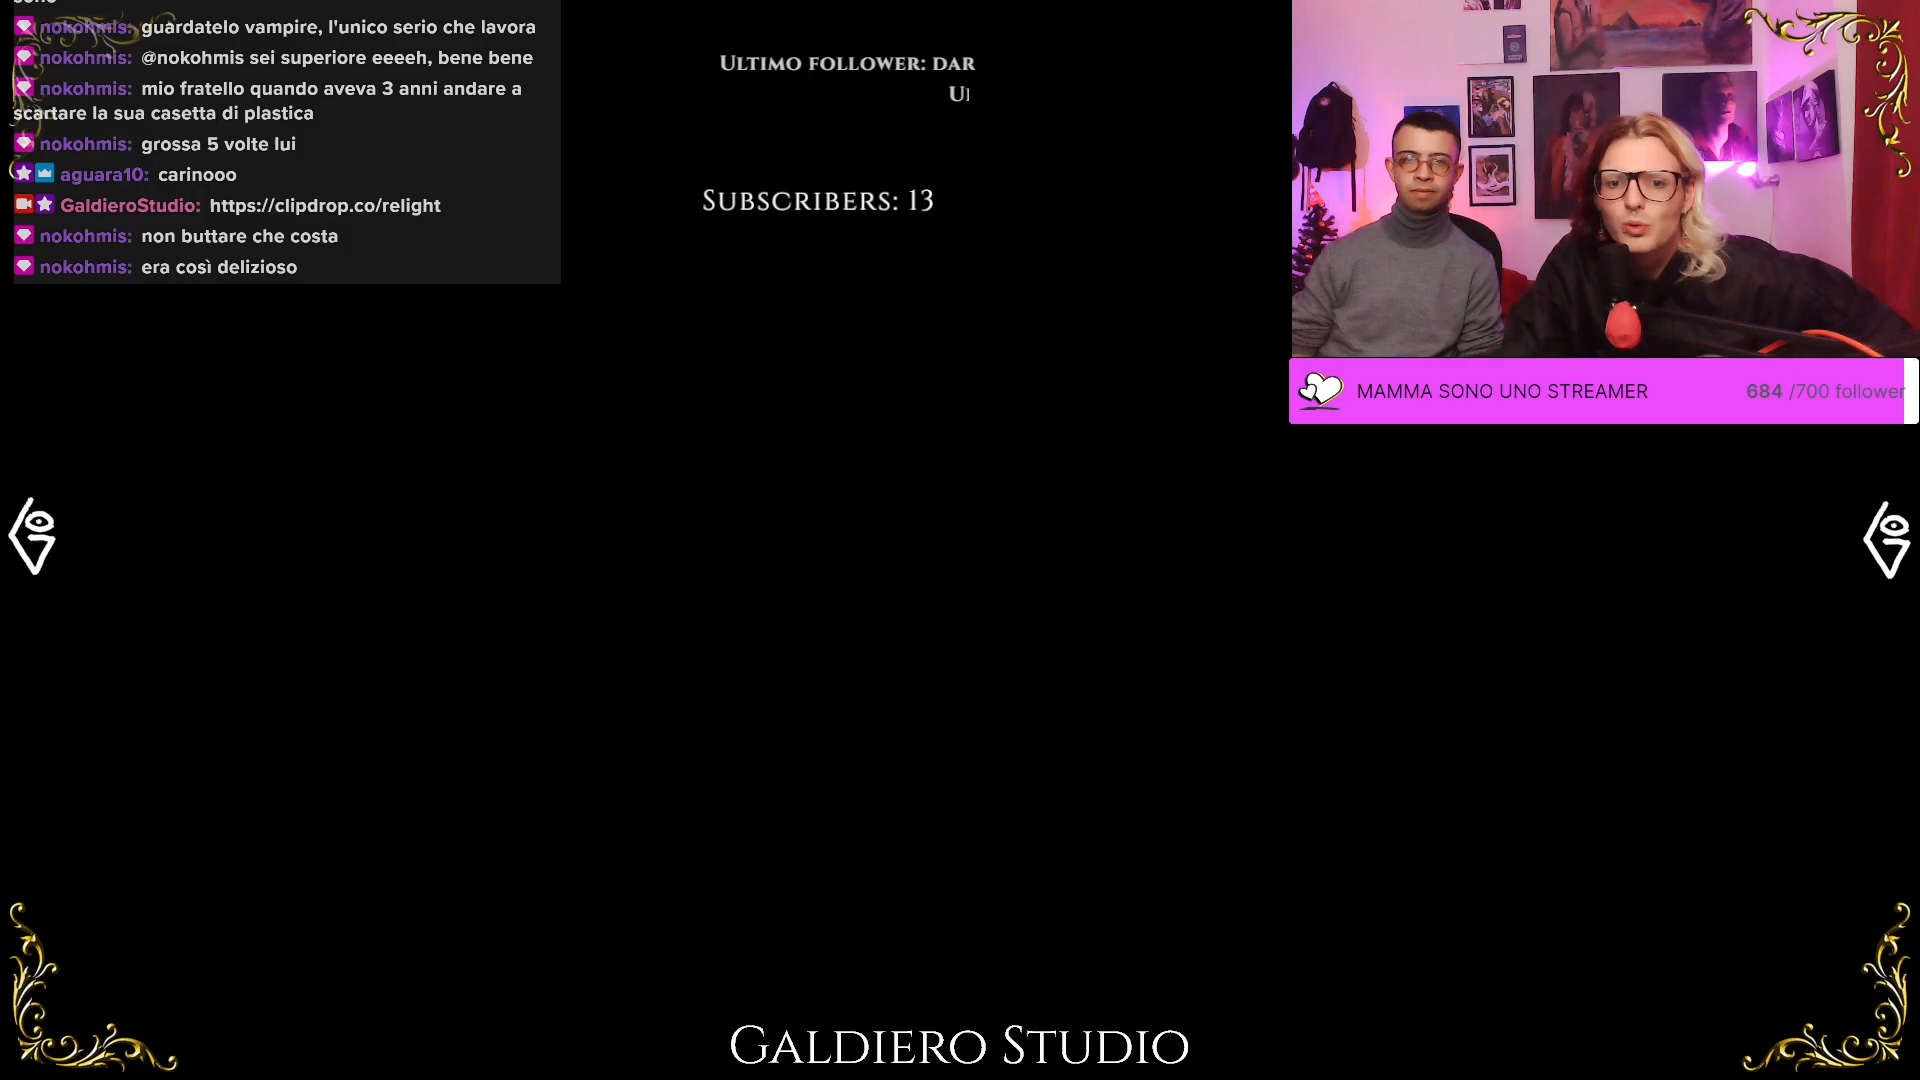 nokohmis: guardatelo vampire, l'unico serio che lavora
nokohmis: @nokohmis sei superiore eeeeh, bene bene
nokohmis: mio fratello quando aveva 3 anni andare a
scartare la sua casetta di plastica
nokohmis: grossa 5 volte lui
aguara10: carinooo
GaldieroStudio: https://clipdrop.co/relight
nokohmis: non buttare che costa
nokohmis: era così delizioso
Ultimo follower: dar
Subscribers: 13
MAMMA SONO UNO STREAMER 684 /700 follower
Galdiero Studio